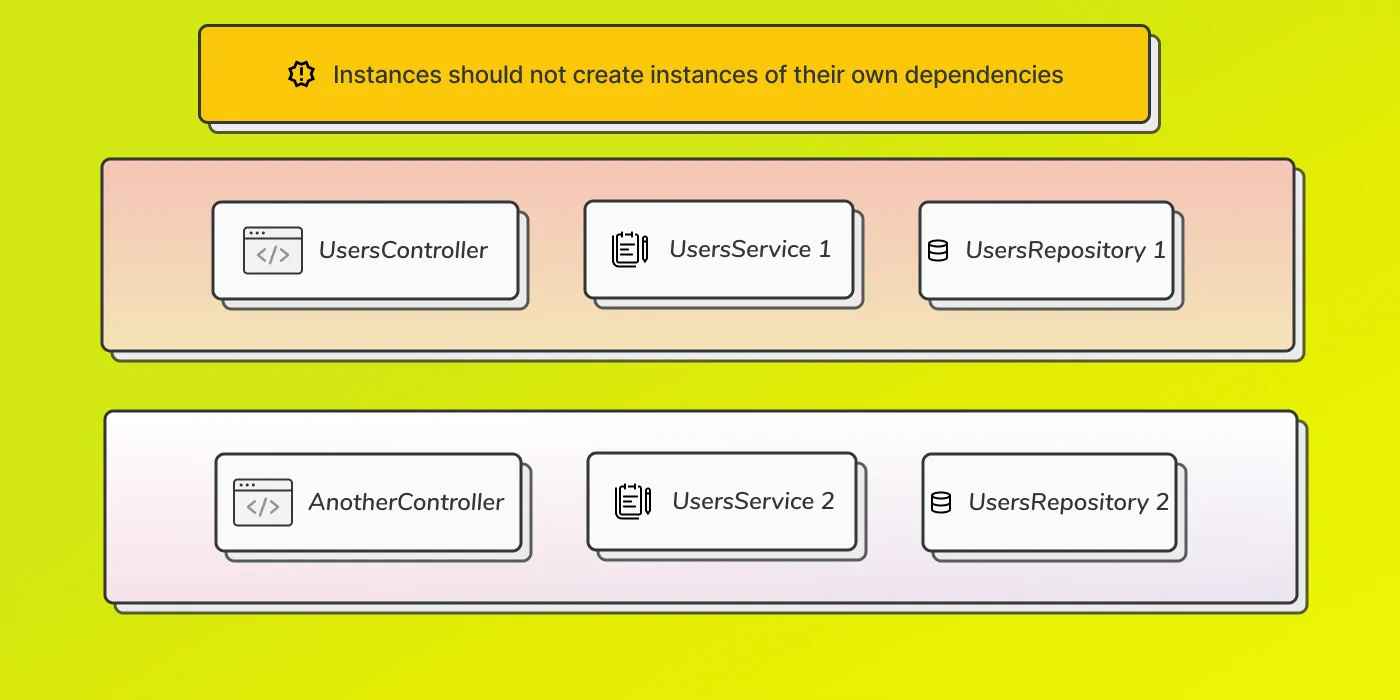 Instances should not create instances of their own dependencies
UsersController
UsersService 1
UsersRepository 1
AnotherController
UsersService 2
UsersRepository 2